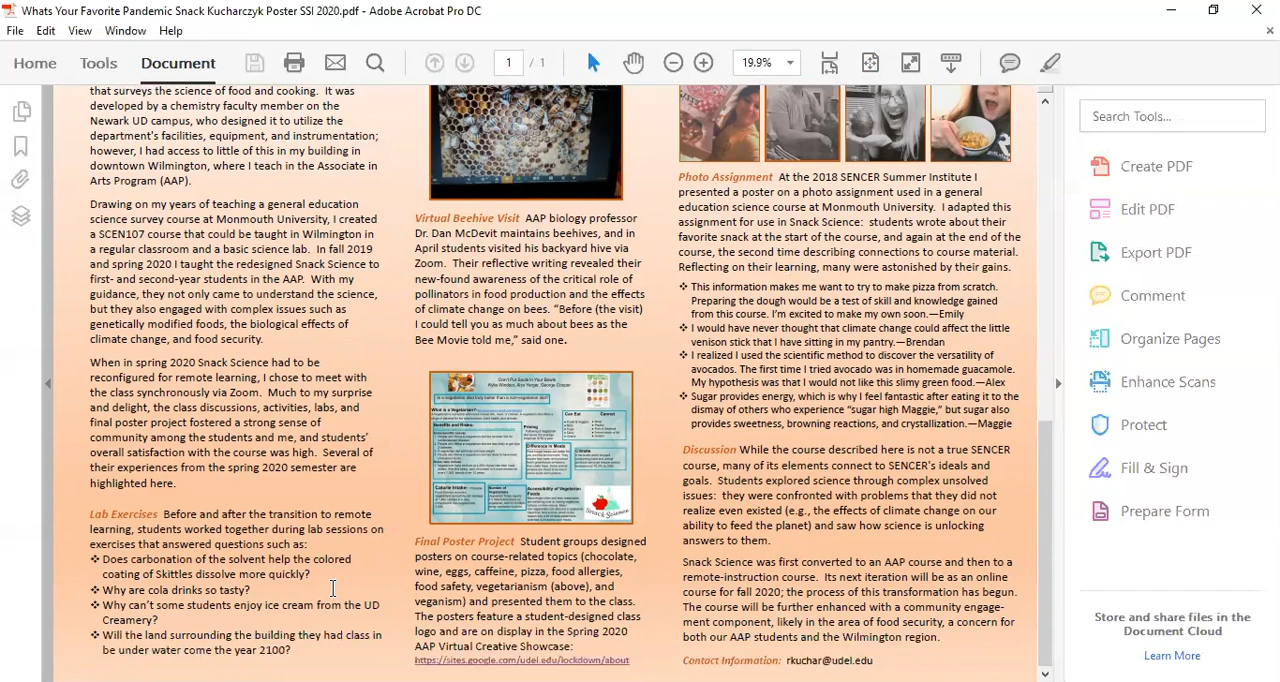 Whats Your Favorite Pandemic Snack Kucharczyk Poster SSI 2020.pdf - Adobe Acrobat Pro DC
File Edit View Window Help
Home Tools Document 1 / 1 19.9%
that surveys the science of food and cooking. It was
developed by a chemistry faculty member on the
Newark UD campus, who designed it to utilize the
department's facilities, equipment, and instrumentation;
however, I had access to little of this in my building in
downtown Wilmington, where I teach in the Associate in
Arts Program (AAP).
Drawing on my years of teaching a general education
science survey course at Monmouth University, I created
a SCEN107 course that could be taught in Wilmington in
a regular classroom and a basic science lab. In fall 2019
and spring 2020 I taught the redesigned Snack Science to
first- and second-year students in the AAP. With my
guidance, they not only came to understand the science,
but they also engaged with complex issues such as
genetically modified foods, the biological effects of
climate change, and food security.
When in spring 2020 Snack Science had to be
reconfigured for remote learning, I chose to meet with
the class synchronously via Zoom. Much to my surprise
and delight, the class discussions, activities, labs, and
final poster project fostered a strong sense of
community among the students and me, and students'
overall satisfaction with the course was high. Several of
their experiences from the spring 2020 semester are
highlighted here.
Lab Exercises Before and after the transition to remote
learning, students worked together during lab sessions on
exercises that answered questions such as:
❖ Does carbonation of the solvent help the colored
coating of Skittles dissolve more quickly?
❖ Why are cola drinks so tasty?
❖ Why can't some students enjoy ice cream from the UD
Creamery?
❖ Will the land surrounding the building they had class in
be under water come the year 2100?
Virtual Beehive Visit AAP biology professor
Dr. Dan McDevit maintains beehives, and in
April students visited his backyard hive via
Zoom. Their reflective writing revealed their
new-found awareness of the critical role of
pollinators in food production and the effects
of climate change on bees. "Before (the visit)
I could tell you as much about bees as the
Bee Movie told me," said one.
Don't Put Souls In Your Bowls
Is a vegetarian diet truly better than a non-vegetarian diet?
What is a Vegetarian?
Benefits and Risks:
Can Eat
Cannot
Pricing
Difference in Meals
Climate
Calorie Intake:
Accessibility of Vegetarian
Foods
Snack Science
Final Poster Project Student groups designed
posters on course-related topics (chocolate,
wine, eggs, caffeine, pizza, food allergies,
food safety, vegetarianism (above), and
veganism) and presented them to the class.
The posters feature a student-designed class
logo and are on display in the Spring 2020
AAP Virtual Creative Showcase:
https://sites.google.com/udel.edu/lockdown/about
Photo Assignment At the 2018 SENCER Summer Institute I
presented a poster on a photo assignment used in a general
education science course at Monmouth University. I adapted this
assignment for use in Snack Science: students wrote about their
favorite snack at the start of the course, and again at the end of the
course, the second time describing connections to course material.
Reflecting on their learning, many were astonished by their gains.
❖ This information makes me want to try to make pizza from scratch.
Preparing the dough would be a test of skill and knowledge gained
from this course. I'm excited to make my own soon.—Emily
❖ I would have never thought that climate change could affect the little
venison stick that I have sitting in my pantry.—Brendan
❖ I realized I used the scientific method to discover the versatility of
avocados. The first time I tried avocado was in homemade guacamole.
My hypothesis was that I would not like this slimy green food.—Alex
❖ Sugar provides energy, which is why I feel fantastic after eating it to the
dismay of others who experience "sugar high Maggie," but sugar also
provides sweetness, browning reactions, and crystallization.—Maggie
Discussion While the course described here is not a true SENCER
course, many of its elements connect to SENCER's ideals and
goals. Students explored science through complex unsolved
issues: they were confronted with problems that they did not
realize even existed (e.g., the effects of climate change on our
ability to feed the planet) and saw how science is unlocking
answers to them.
Snack Science was first converted to an AAP course and then to a
remote-instruction course. Its next iteration will be as an online
course for fall 2020; the process of this transformation has begun.
The course will be further enhanced with a community engage-
ment component, likely in the area of food security, a concern for
both our AAP students and the Wilmington region.
Contact Information: rkuchar@udel.edu
Search Tools...
Create PDF
Edit PDF
Export PDF
Comment
Organize Pages
Enhance Scans
Protect
Fill & Sign
Prepare Form
Store and share files in the
Document Cloud
Learn More